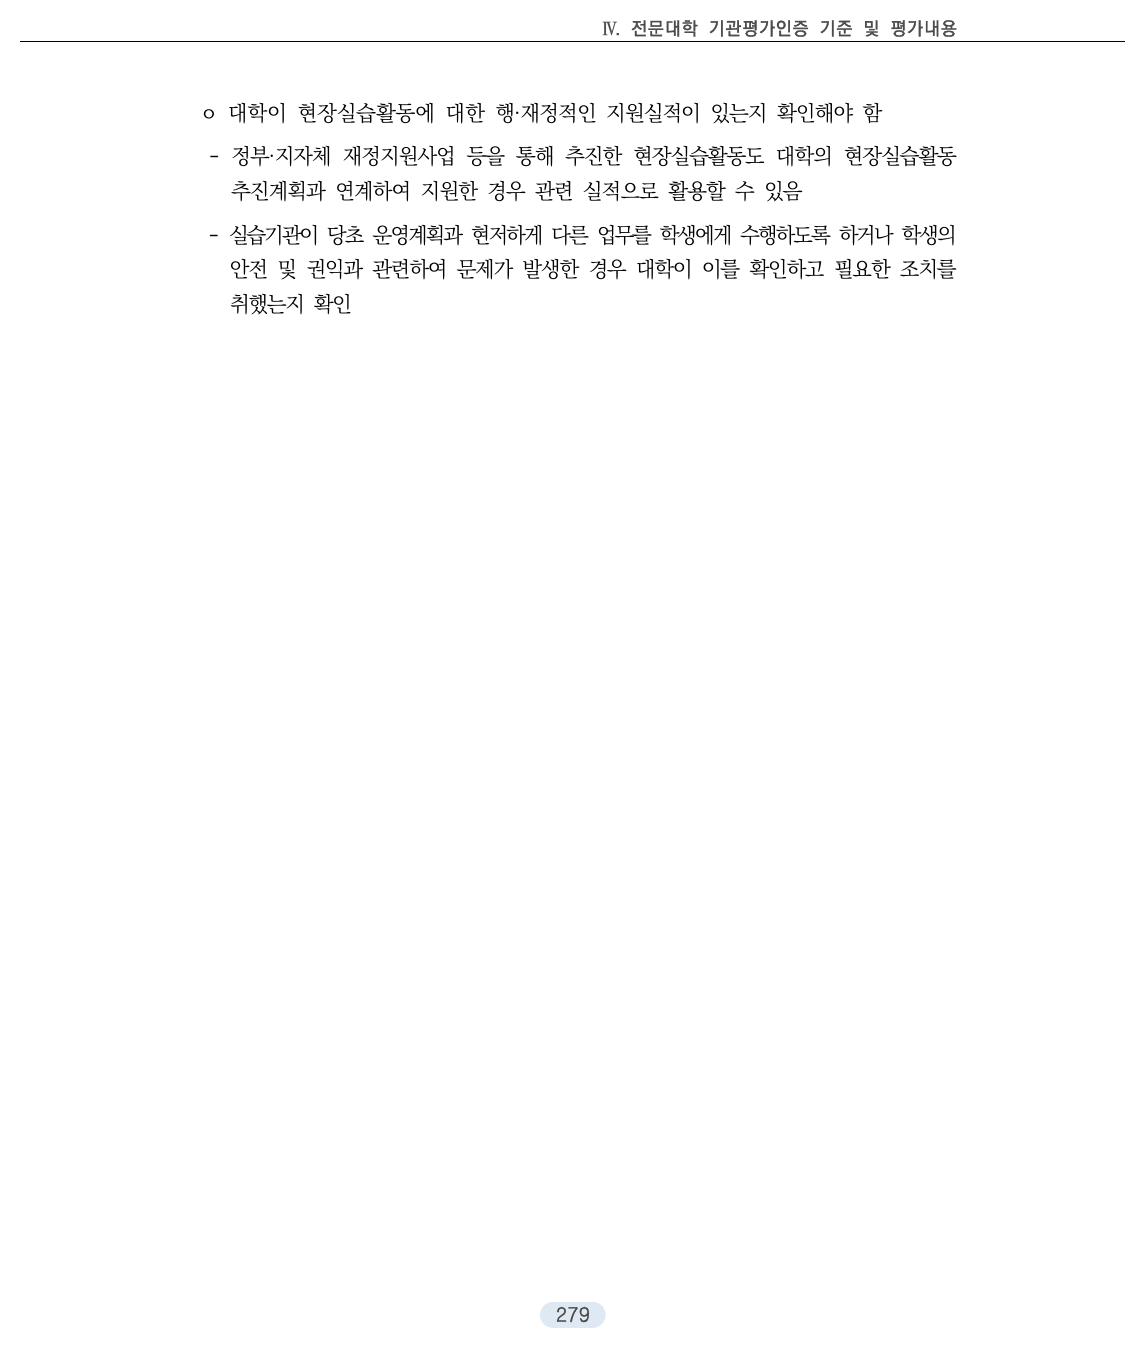 Ⅳ. 전문대학 기관평가인증 기준 및 평가내용
ㅇ 대학이 현장실습활동에 대한 행·재정적인 지원실적이 있는지 확인해야 함
- 정부·지자체 재정지원사업 등을 통해 추진한 현장실습활동도 대학의 현장실습활동
추진계획과 연계하여 지원한 경우 관련 실적으로 활용할 수 있음
- 실습기관이 당초 운영계획과 현저하게 다른 업무를 학생에게 수행하도록 하거나 학생의
안전 및 권익과 관련하여 문제가 발생한 경우 대학이 이를 확인하고 필요한 조치를
취했는지 확인
279